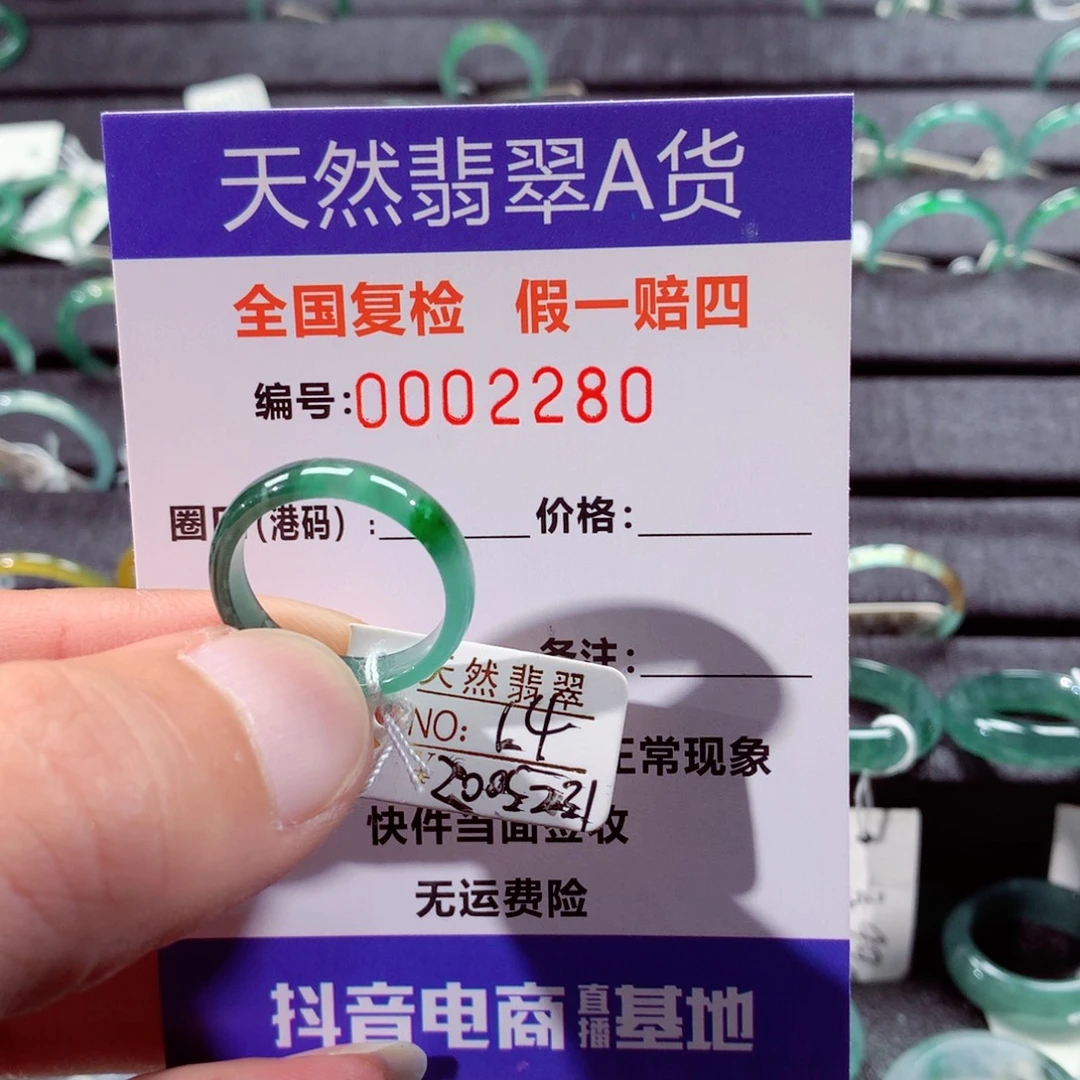 天然翡翠A货
全国复检 假一赔四
编号:0002280
圈口(港码):
价格:
备注:
天然翡翠
NO: 14
正常现象
快件当面签收
无运费险
抖音电商直播基地